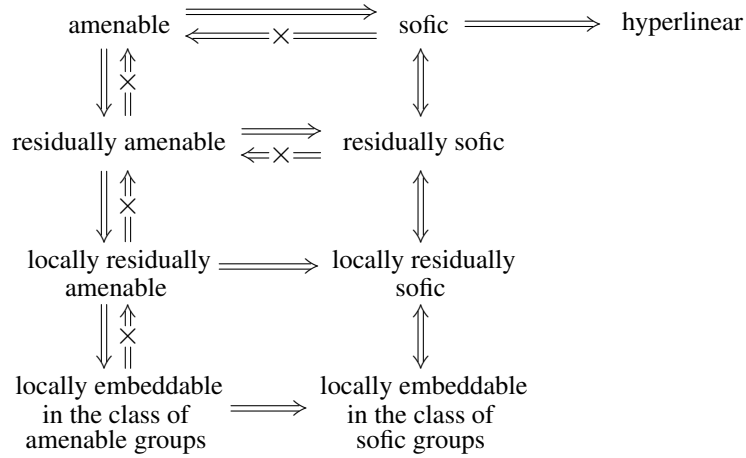 amenable sofic hyperlinear
residually amenable residually sofic
locally residually
amenable
locally residually
sofic
locally embeddable
in the class of
amenable groups
locally embeddable
in the class of
sofic groups